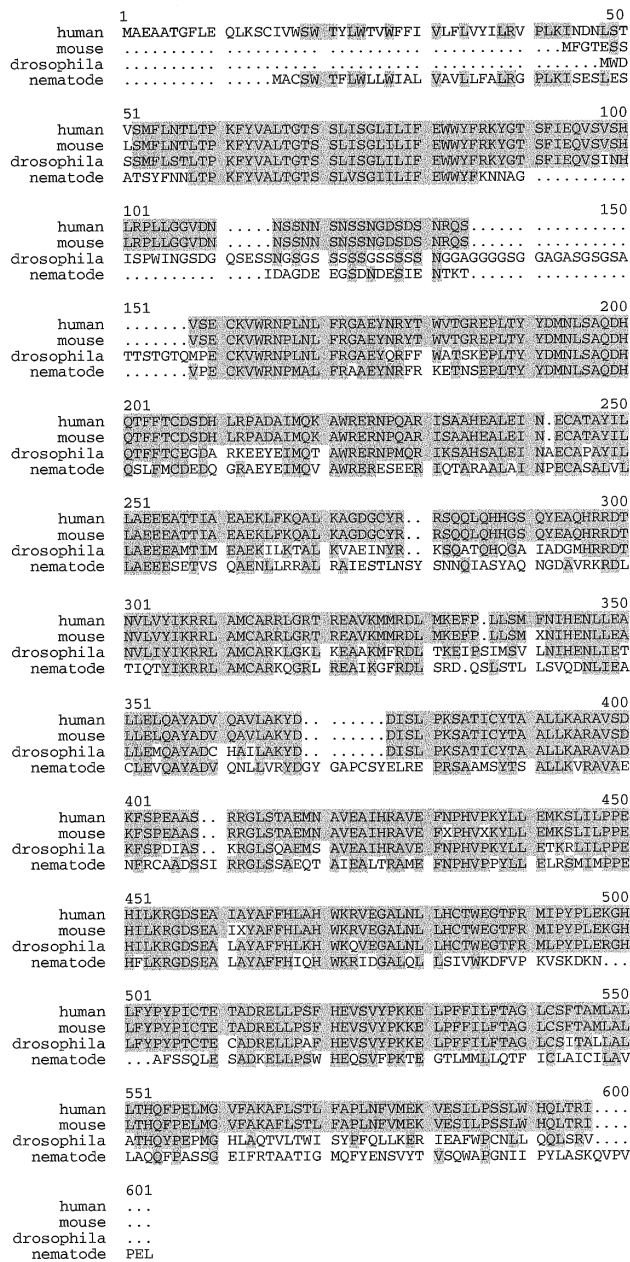 1 50
human MAEAATGFLE QLKSCIVWSW TYLWTVWFFI VLFLVYILRV PLKINDNLST
mouse .......... .......... .......... .......... ...MFGTESS
drosophila .......... .......... .......... .......... .......MWD
nematode .......... .....MACSW TFLWLLWIAL VAVLLFALRG PLKISESLES
51 100
human VSMFLNTLTP KFYVALTGTS SLISGLILIF EWWYFRKYGT SFIEQVSVSH
mouse LSMFLNTLTP KFYVALTGTS SLISGLILIF EWWYFRKYGT SFIEQVSVSH
drosophila SSMFLSTLTP KFYVALTGTS SLISGLILIF EWWYFRKYGT SFIEQVSINH
nematode ATSYFNNLTP KFYVALTGTS SLVSGIILIF EWWYFKNNAG ..........
101 150
human LRPLLGGVDN .....NSSNN SNSSNGDSDS NRQS...... ..........
mouse LRPLLGGVDN .....NSSNN SNSSNGDSDS NRQS...... ..........
drosophila ISPWINGSDG QSESSNGSGS SSSSGSSSSS NGGAGGGGSG GAGASGSGSA
nematode .......... .....IDAGDE EGSDNDESIE NTKT...... ..........
151 200
human .......VSE CKVWRNPLNL FRGAEYNRYT WVTGREPLTY YDMNLSAQDH
mouse .......VSE CKVWRNPLNL FRGAEYNRYT WVTGREPLTY YDMNLSAQDH
drosophila TTSTGTQMPE CKVWRNPLNL FRGAEYQRFF WATSKEPLTY YDMNLSAQDH
nematode .......VPE CKVWRNPMAL FRAAEYNRFR KETNSEPLTY YDMNLSAQDH
201 250
human QTFFTCDSDH LRPADAIMQK AWRERNPQAR ISAAHEALEI N.ECATAYIL
mouse QTFFTCDSDH LRPADAIMQK AWRERNPQAR ISAAHEALEI N.ECATAYIL
drosophila QTFFTCEGDA RKEEYEIMQT AWRERNPMQR IKSAHSALEI NAECAPAYIL
nematode QSLFMCDEDQ GRAEYEIMQV AWRERESEER IQTARAALAI NPECASALVL
251 300
human LAEEEATTIA EAEKLFKQAL KAGDGCYR.. RSQQLQHHGS QYEAQHRRDT
mouse LAEEEATTIA EAEKLFKQAL KAGDGCYR.. RSQQLQHHGS QYEAQHRRDT
drosophila LAEEEAMTIM EAEKILKTAL KVAEINYR.. KSQATQHQGA IADGMHRRDT
nematode LAEEESETVS QAENLLRRAL RAIESTLNSY SNNQIASYAQ NGDAVRKRDL
301 350
human NVLVYIKRRL AMCARRLGRT REAVKMMRDL MKEFP.LLSM FNIHENLLEA
mouse NVLVYIKRRL AMCARRLGRT REAVKMMRDL MKEFP.LLSM XNIHENLLEA
drosophila NVLIYIKRRL AMCARKLGKL KEAAKMFRDL TKEIPSIMSV LNIHENLIET
nematode TIQTYIKRRL AMCARKQGRL REAIKGFRDL SRD.QSLSTL LSVQDNLIEA
351 400
human LLELQAYADV QAVLAKYD.. ......DISL PKSATICYTA ALLKARAVSD
mouse LLELQAYADV QAVLAKYD.. ......DISL PKSATICYTA ALLKARAVSD
drosophila LLEMQAYADC HAILAKYD.. ......DISL PKSATICYTA ALLKARAVAD
nematode CLEVQAYADV QNLLVRYDGY GAPCSYELRE PRSAAMSYTS ALLKVRAVAE
401 450
human KFSPEAAS.. RRGLSTAEMN AVEAIHRAVE FNPHVPKYLL EMKSLILPPE
mouse KFSPEAAS.. RRGLSTAEMN AVEAIHRAVE FXPHVXKYLL EMKSLILPPE
drosophila KFSPDIAS.. KRGLSQAEMS AVEAIHRAVE FNPHVPKYLL ETKRLILPPE
nematode NFRCAADSSI RRGLSSAEQT AIEALTRAME FNPHVPPYLL ELRSMIMPPE
451 500
human HILKRGDSEA IAYAFFHLAH WKRVEGALNL LHCTWEGTFR MIPYPLEKGH
mouse HILKRGDSEA IXYAFFHLAH WKRVEGALNL LHCTWEGTFR MIPYPLEKGH
drosophila HILKRGDSEA LAYAFFHLKH WKQVEGALNL LHCTWEGTFR MLPYPLERGH
nematode HFLKRGDSEA LAYAFFHIQH WKRIDGALQL LSIVWKDFVP KVSKDKN...
501 550
human LFYPYPICTE TADRELLPSF HEVSVYPKKE LPFFILFTAG LCSFTAMLAL
mouse LFYPYPICTE TADRELLPSF HEVSVYPKKE LPFFILFTAG LCSFTAMLAL
drosophila LFYPYPTCTE CADRELLPAF HEVSVYPKKE LPFFILFTAG LCSITALLAL
nematode ...AFSSQLE SADKELLPSW HEQSVFPKTE GTLMMLLQTF ICLAICILAV
551 600
human LTHQFPELMG VFAKAFLSTL FAPLNFVMEK VESILPSSLW HQLTRI....
mouse LTHQFPELMG VFAKAFLSTL FAPLNFVMEK VESILPSSLW HQLTRI....
drosophila ATHQYPEPMG HLAQTVLTWI SYPFQLLKER IEAFWPCNLL QQLSRV....
nematode LAQQFPASSG EIFRTAATIG MQFYENSVYT VSQWAPGNII PYLASKQVPV
601
human ...
mouse ...
drosophila ...
nematode PEL